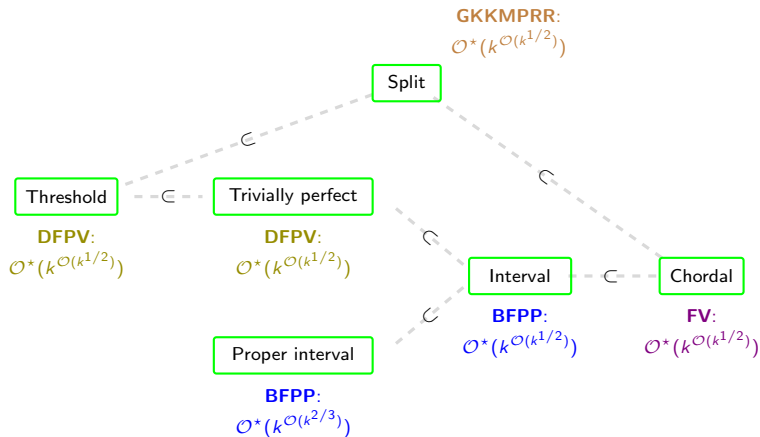 GKKMPRR:
𝒪⋆(k^𝒪(k^1/2))
Split
⊂
⊂
Threshold
⊂
Trivially perfect
DFPV:
𝒪⋆(k^𝒪(k^1/2))
DFPV:
𝒪⋆(k^𝒪(k^1/2))
⊂
Interval
⊂
Chordal
BFPP:
𝒪⋆(k^𝒪(k^1/2))
FV:
𝒪⋆(k^𝒪(k^1/2))
⊂
Proper interval
BFPP:
𝒪⋆(k^𝒪(k^2/3))